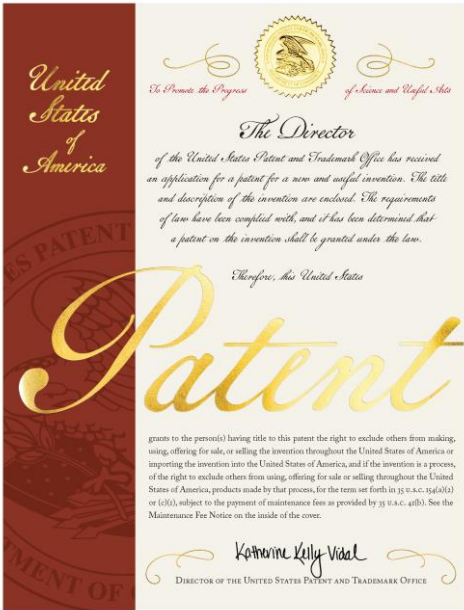 United
States
of
America
To Promote the Progress
of Science and Useful Arts
The Director
of the United States Patent and Trademark Office has received
an application for a patent for a new and useful invention. The title
and description of the invention are enclosed. The requirements
of law have been complied with, and it has been determined that
a patent on the invention shall be granted under the law.
Therefore, this United States
Patent
grants to the person(s) having title to this patent the right to exclude others from making,
using, offering for sale, or selling the invention throughout the United States of America or
importing the invention into the United States of America, and if the invention is a process,
of the right to exclude others from using, offering for sale or selling throughout the United
States of America, products made by that process, for the term set forth in 35 U.S.C. 154(a)(2)
or (c)(1), subject to the payment of maintenance fees as provided by 35 U.S.C. 41(b). See the
Maintenance Fee Notice on the inside of the cover.
Katherine Kelly Vidal
DIRECTOR OF THE UNITED STATES PATENT AND TRADEMARK OFFICE
ES PATENT
TMENT OF